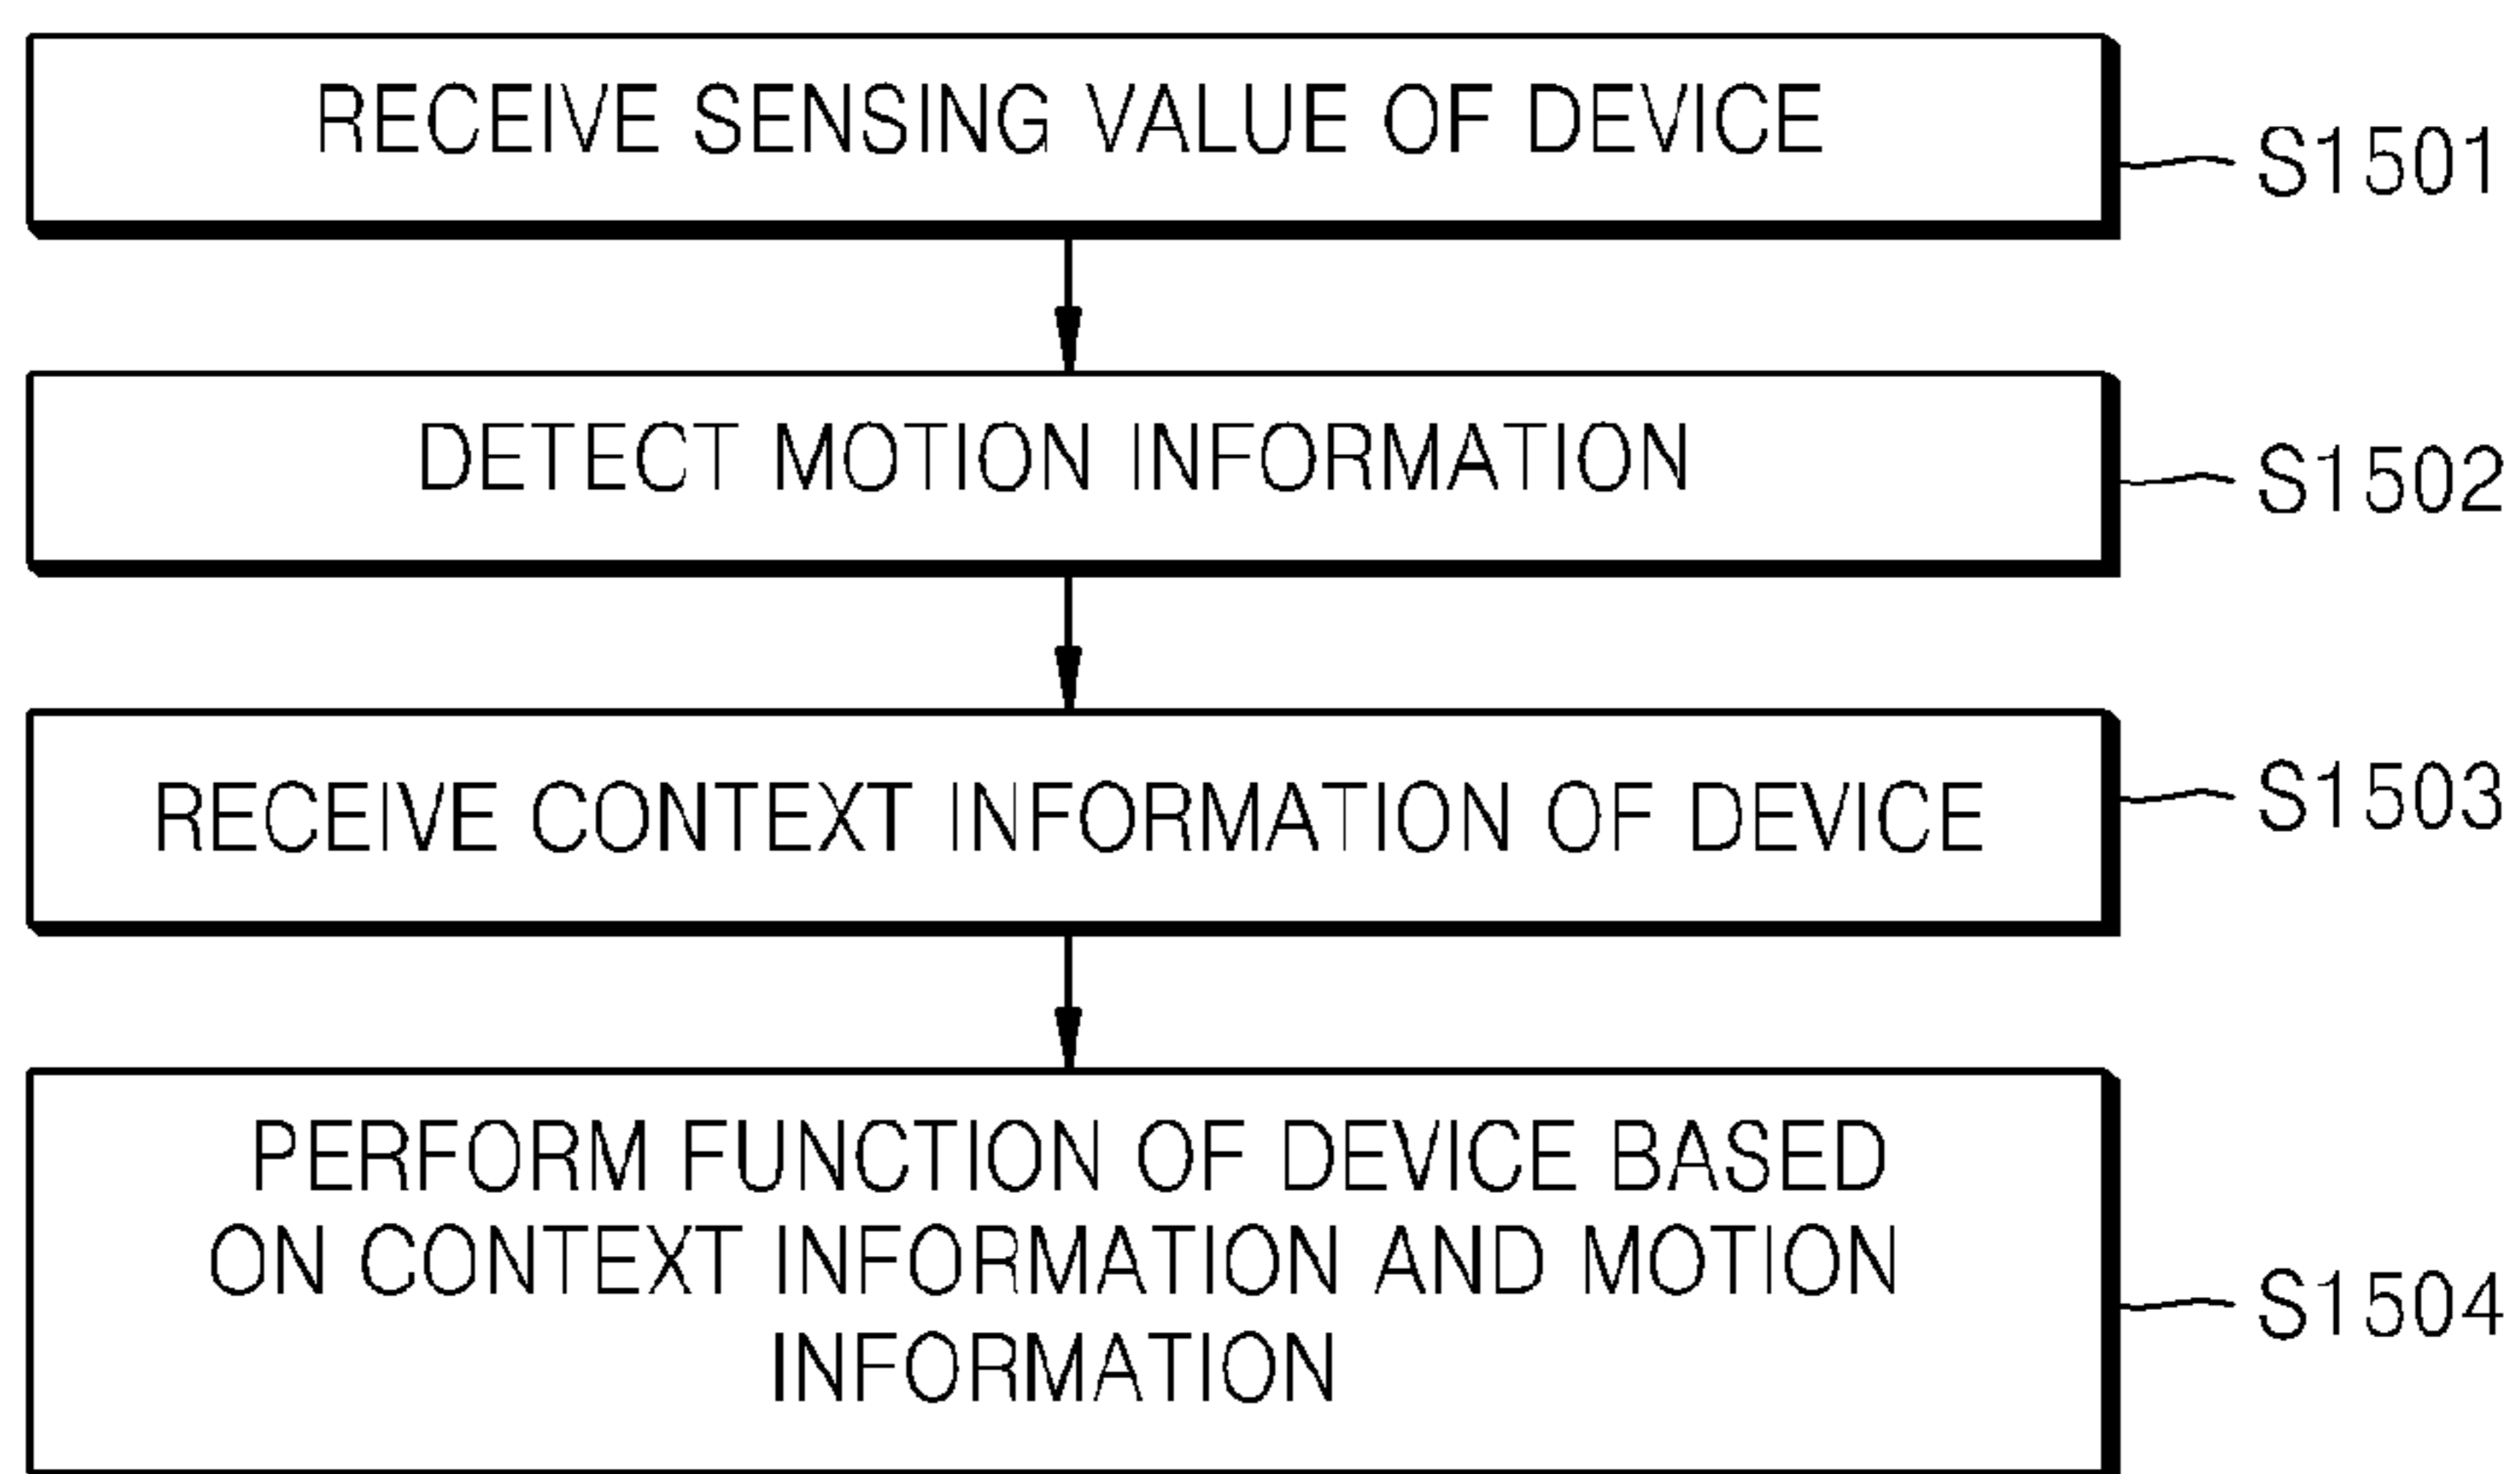 RECEIVE SENSING VALUE OF DEVICE
S1501
DETECT MOTION INFORMATION
S1502
RECEIVE CONTEXT INFORMATION OF DEVICE
S1503
PERFORM FUNCTION OF DEVICE BASED
ON CONTEXT INFORMATION AND MOTION
INFORMATION
S1504